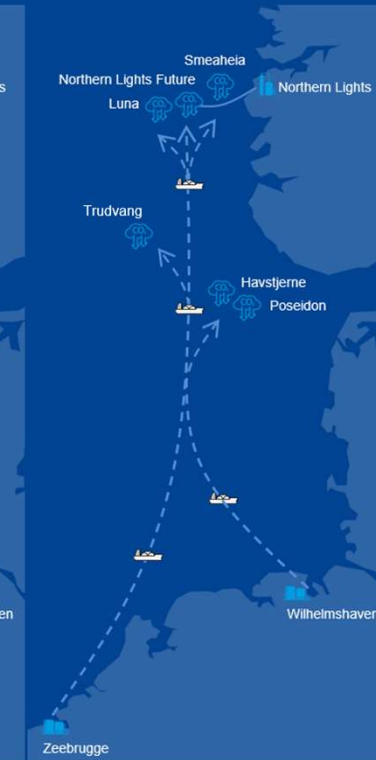 Smeaheia
Northern Lights Future
Northern Lights
Luna
s
Trudvang
Havstjerne
Poseidon
en
Wilhelmshaven
Zeebrugge